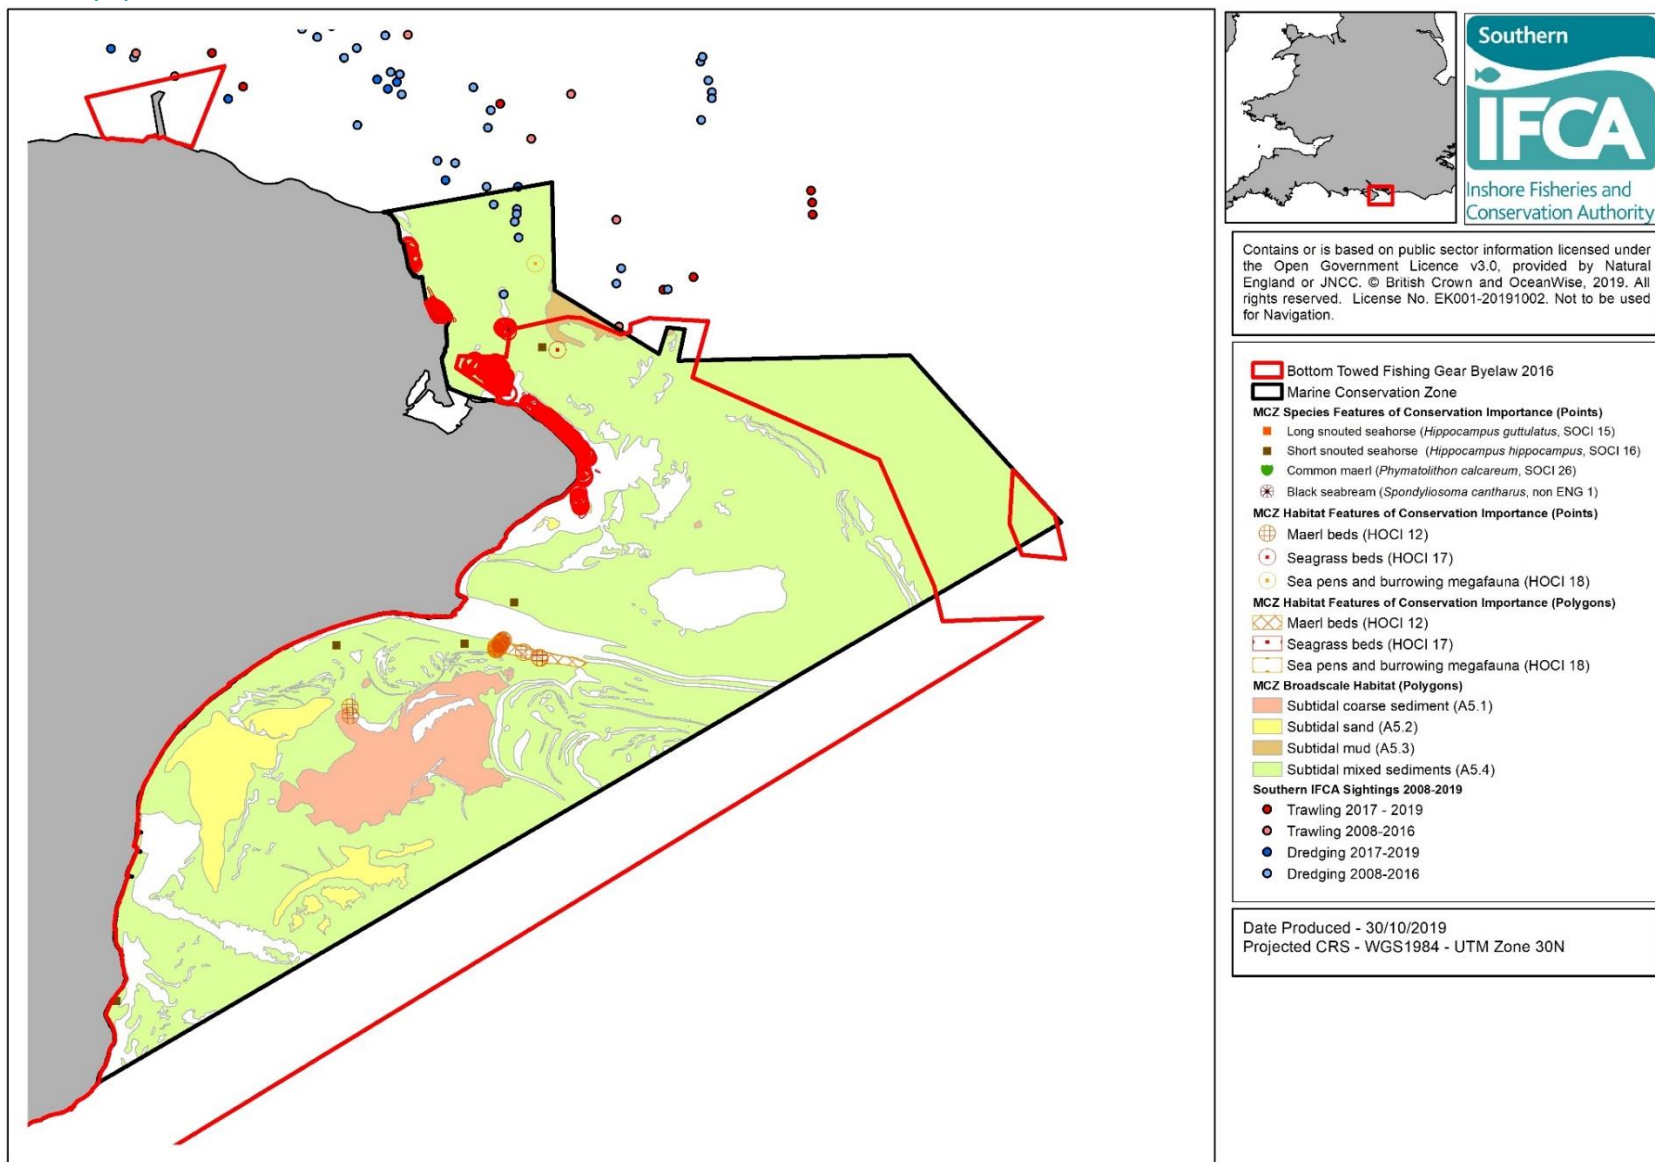 Southern
IFCA
Inshore Fisheries and
Conservation Authority
Contains or is based on public sector information licensed under
the Open Government Licence v3.0, provided by Natural
England or JNCC. © British Crown and OceanWise, 2019. All
rights reserved. License No. EK001-20191002. Not to be used
for Navigation.
Bottom Towed Fishing Gear Byelaw 2016
Marine Conservation Zone
MCZ Species Features of Conservation Importance (Points)
Long snouted seahorse (Hippocampus guttulatus, SOCI 15)
Short snouted seahorse (Hippocampus hippocampus, SOCI 16)
Common maerl (Phymatolithon calcareum, SOCI 26)
Black seabream (Spondyliosoma cantharus, non ENG 1)
MCZ Habitat Features of Conservation Importance (Points)
Maerl beds (HOCI 12)
Seagrass beds (HOCI 17)
Sea pens and burrowing megafauna (HOCI 18)
MCZ Habitat Features of Conservation Importance (Polygons)
Maerl beds (HOCI 12)
Seagrass beds (HOCI 17)
Sea pens and burrowing megafauna (HOCI 18)
MCZ Broadscale Habitat (Polygons)
Subtidal coarse sediment (A5.1)
Subtidal sand (A5.2)
Subtidal mud (A5.3)
Subtidal mixed sediments (A5.4)
Southern IFCA Sightings 2008-2019
Trawling 2017 - 2019
Trawling 2008-2016
Dredging 2017-2019
Dredging 2008-2016
Date Produced - 30/10/2019
Projected CRS - WGS1984 - UTM Zone 30N